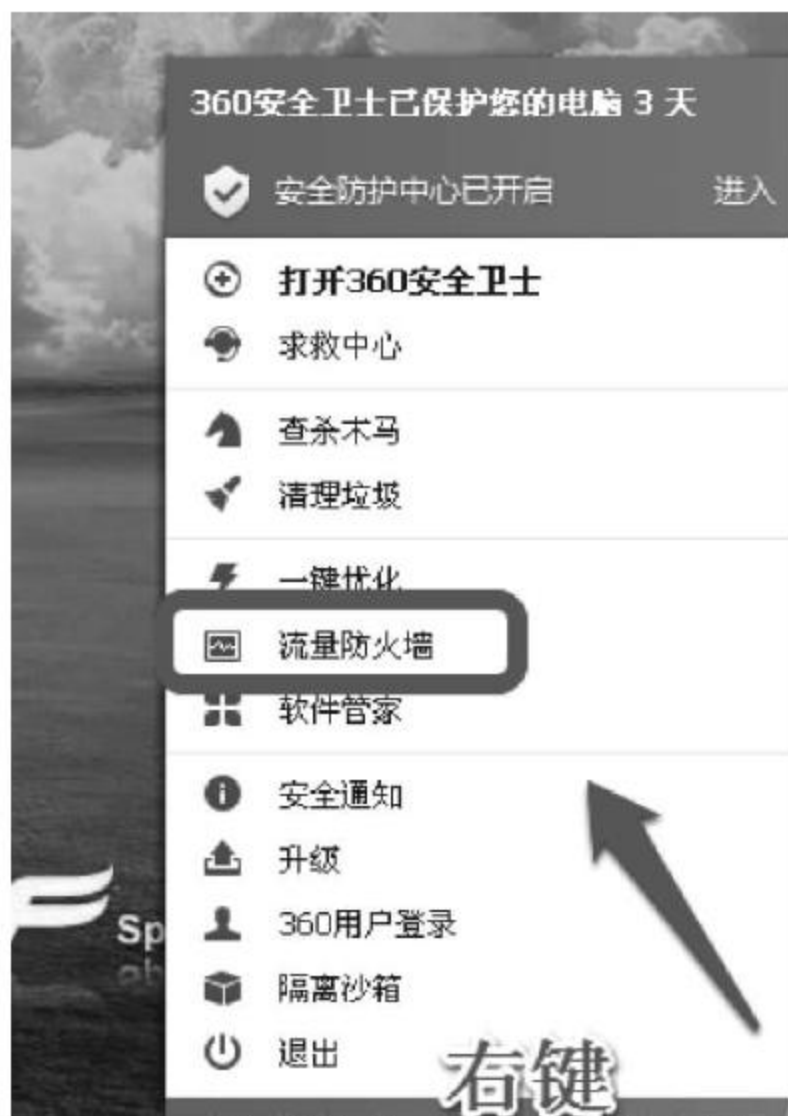 360安全卫士已保护您的电脑 3 天
安全防护中心已开启 进入
打开360安全卫士
求救中心
查杀木马
清理垃圾
一键优化
流量防火墙
软件管家
安全通知
升级
Sp
360用户登录
隔离沙箱
退出
右键